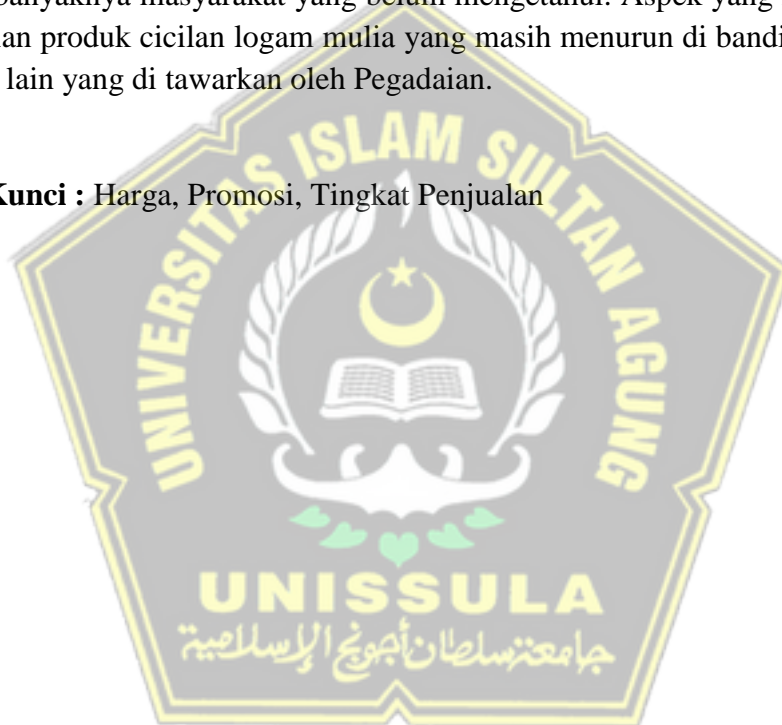 banyaknya masyarakat yang belum mengetahui. Aspek yang
an produk cicilan logam mulia yang masih menurun di bandi
lain yang di tawarkan oleh Pegadaian.
Kunci : Harga, Promosi, Tingkat Penjualan
UNIVERSITAS ISLAM SULTAN AGUNG
UNISSULA
جامعة سلطان أجونج الإسلامية